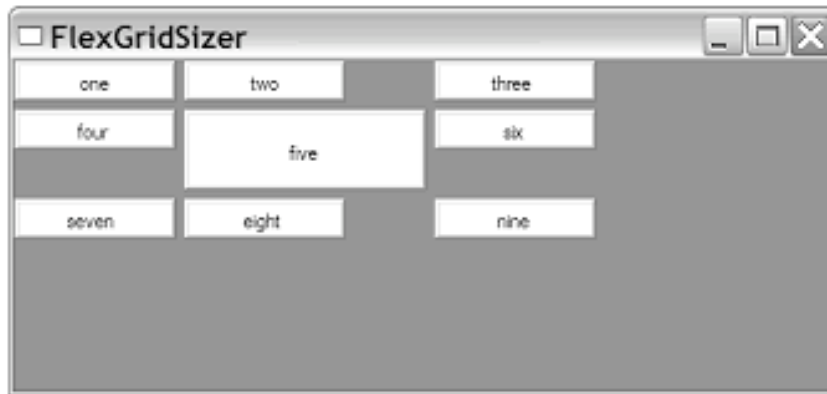 FlexGridSizer
one two three
four five six
seven eight nine